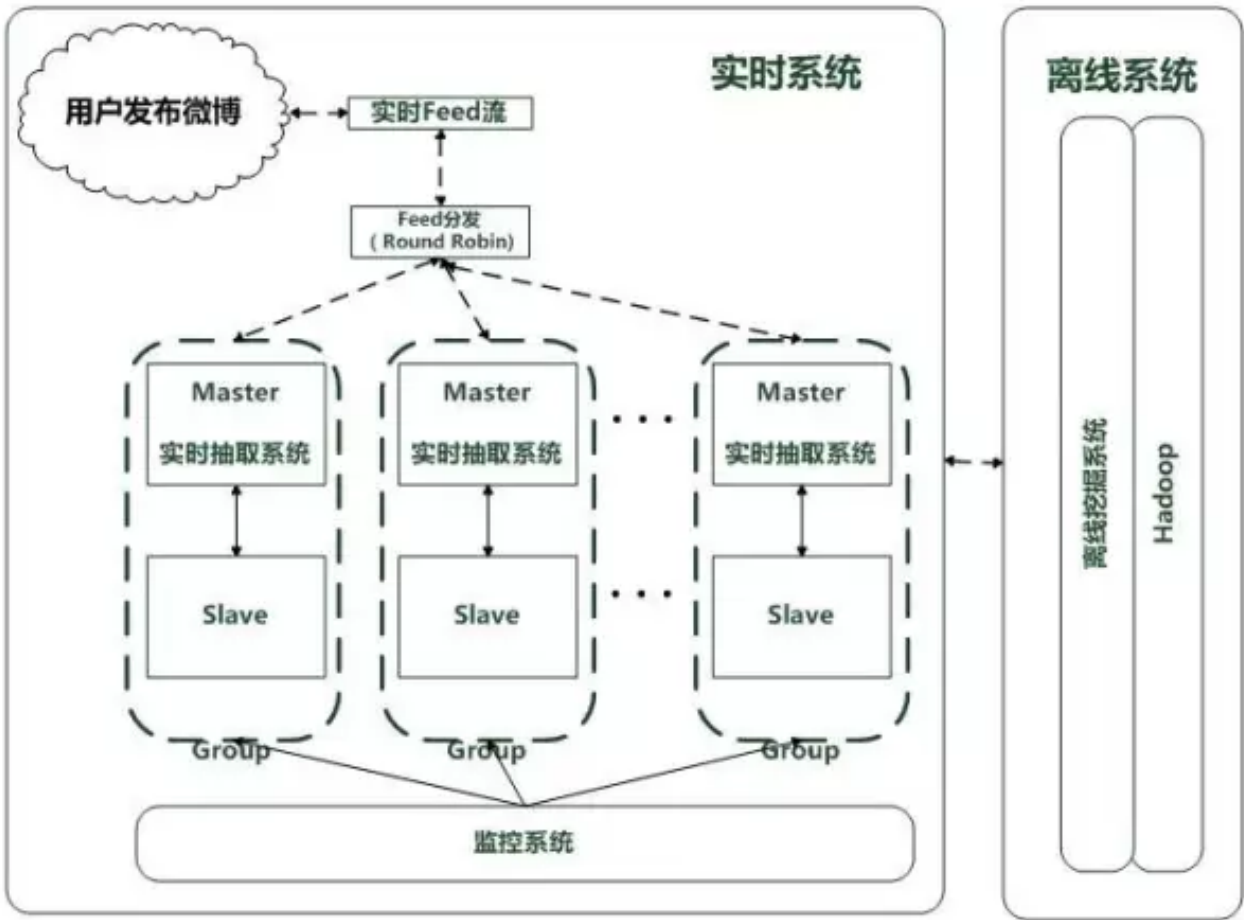 实时系统
离线系统
用户发布微博
实时Feed流
Feed分发
( Round Robin)
Master
实时抽取系统
Master
实时抽取系统
Master
实时抽取系统
. . .
Slave
Slave
Slave
. . .
Group
Group
Group
监控系统
离线挖掘系统
Hadoop